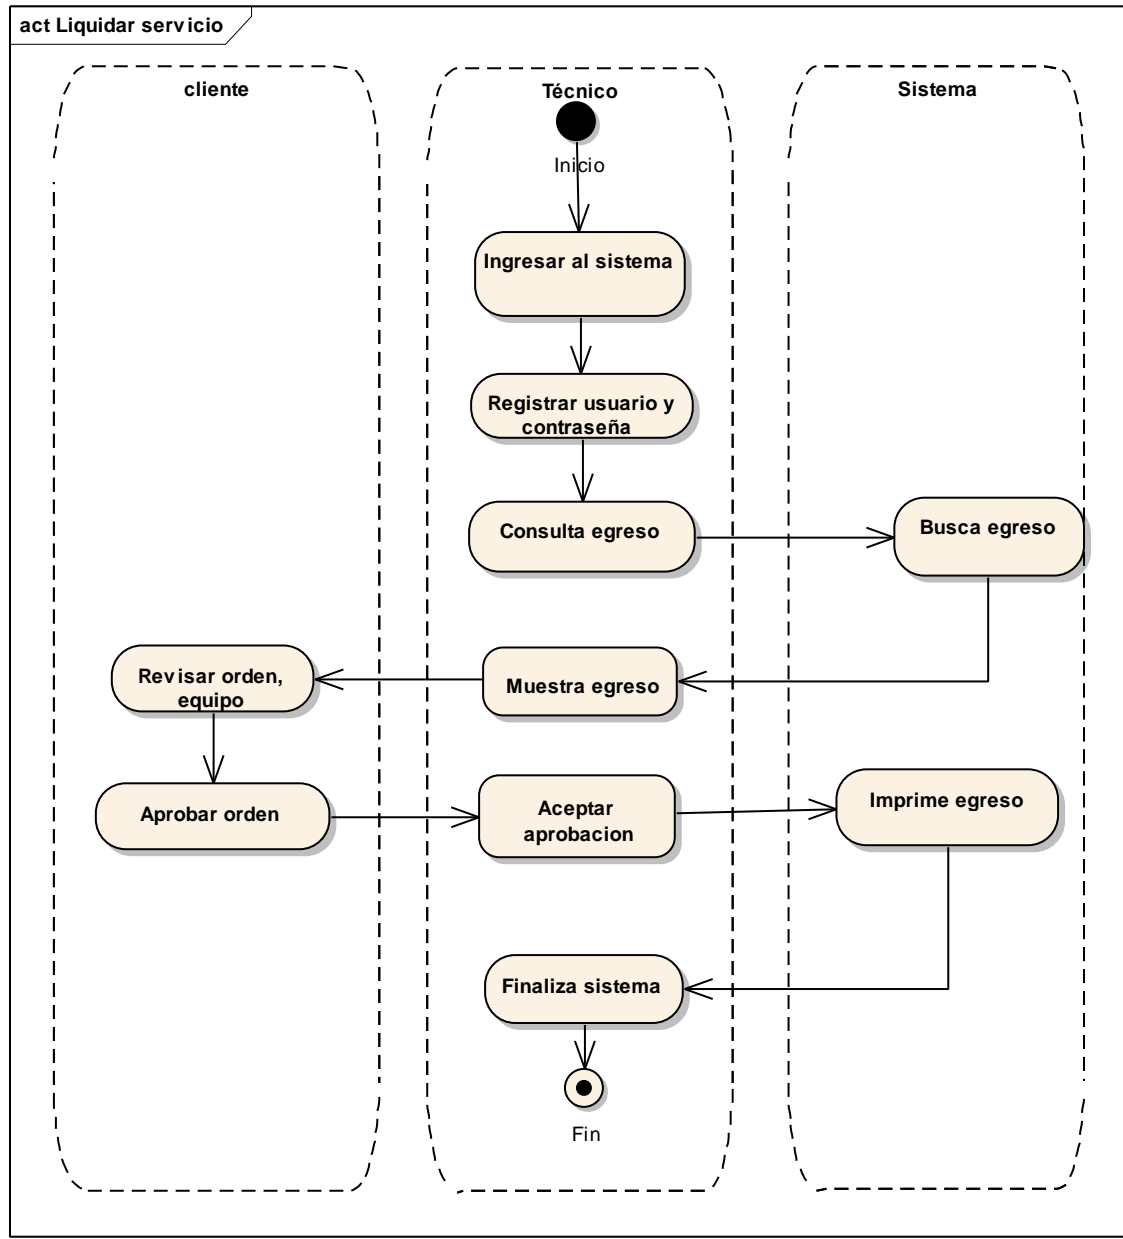 act Liquidar servicio
cliente
Técnico
Sistema
Inicio
Ingresar al sistema
Registrar usuario y
contraseña
Consulta egreso
Busca egreso
Revisar orden,
equipo
Muestra egreso
Aprobar orden
Aceptar
aprobacion
Imprime egreso
Finaliza sistema
Fin